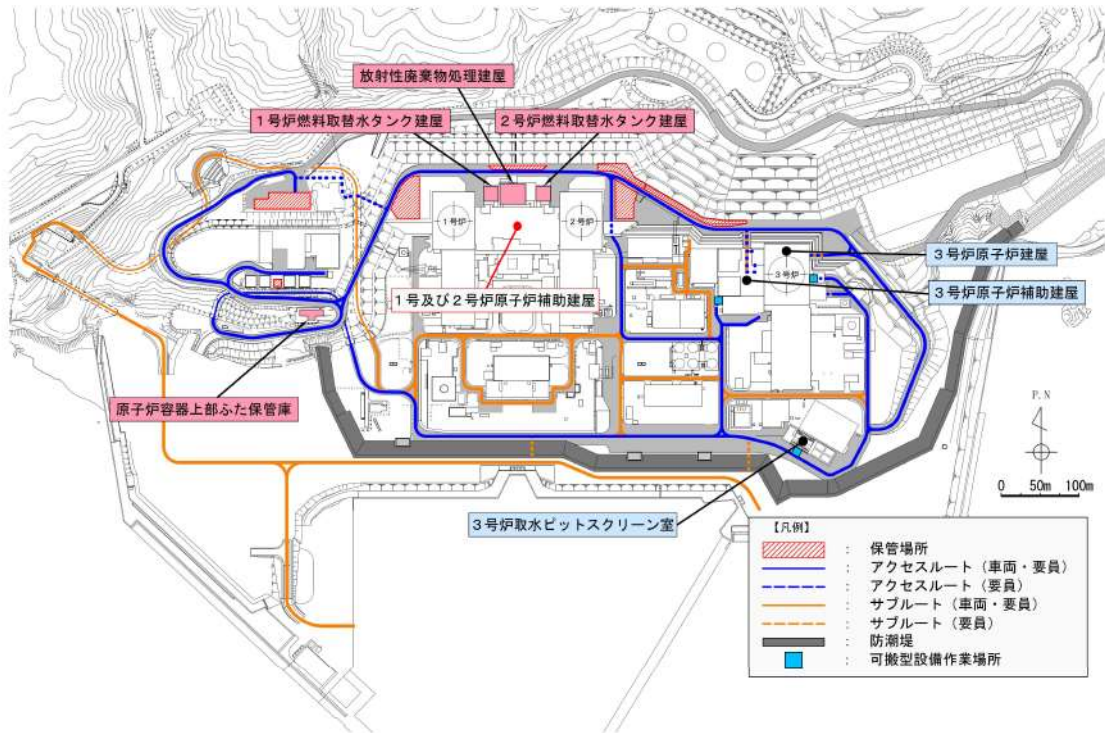 放射性廃棄物処理建屋
1号炉燃料取替水タンク建屋
2号炉燃料取替水タンク建屋
1号炉
2号炉
3号炉
3号炉原子炉建屋
3号炉原子炉補助建屋
1号及び2号炉原子炉補助建屋
原子炉容器上部ふた保管庫
3号炉取水ピットスクリーン室
P.N
0 50m 100m
【凡例】
: 保管場所
: アクセスルート（車両・要員）
: アクセスルート（要員）
: サブルート（車両・要員）
: サブルート（要員）
: 防潮堤
: 可搬型設備作業場所